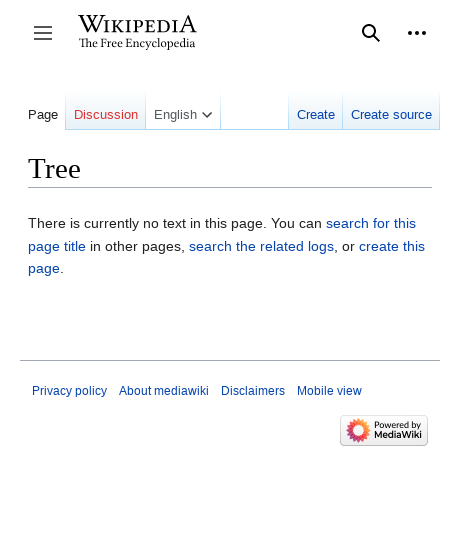 WIKIPEDIA
The Free Encyclopedia
Page Discussion English Create Create source
Tree
There is currently no text in this page. You can search for this
page title in other pages, search the related logs, or create this
page.
Privacy policy About mediawiki Disclaimers Mobile view
Powered by
MediaWiki